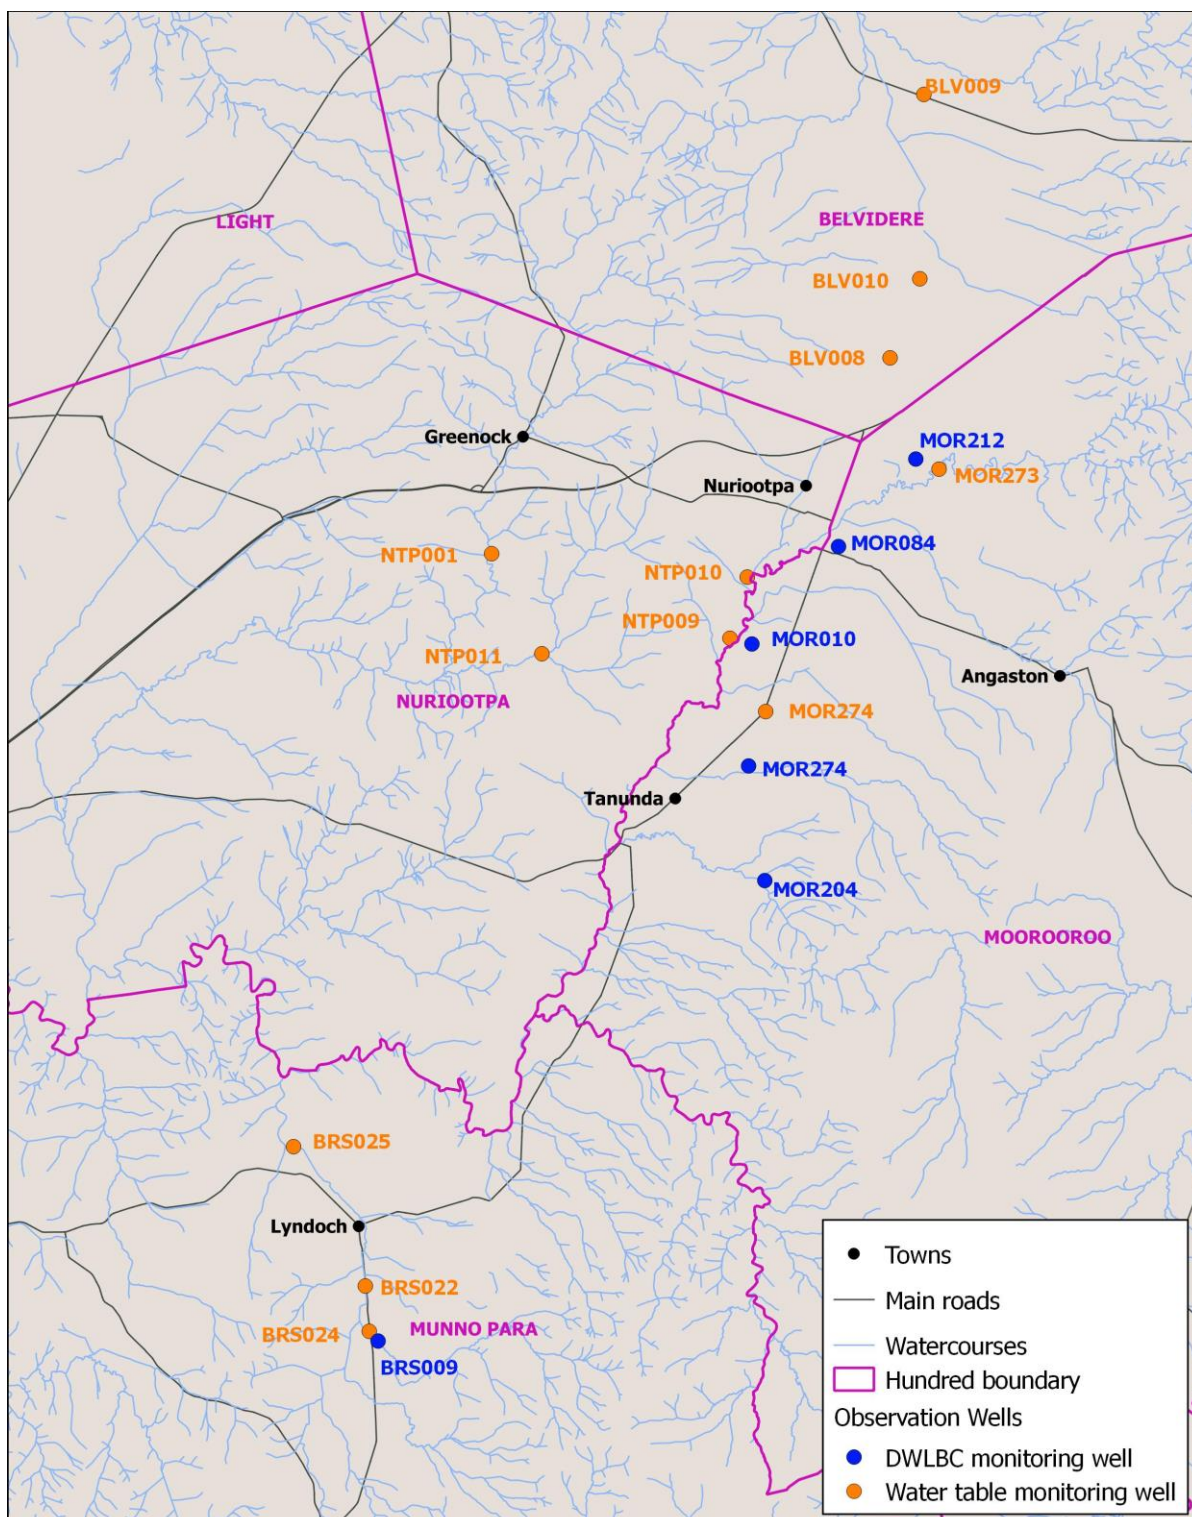 BLV009
LIGHT
BELVIDERE
BLV010
BLV008
Greenock
MOR212
MOR273
Nuriootpa
MOR084
NTP001
NTP010
NTP009
MOR010
NTP011
Angaston
NURIOOTPA
MOR274
MOR274
Tanunda
MOR204
MOOROOROO
BRS025
Lyndoch
BRS022
BRS024
MUNNO PARA
BRS009
Towns
Main roads
Watercourses
Hundred boundary
Observation Wells
DWLBC monitoring well
Water table monitoring well